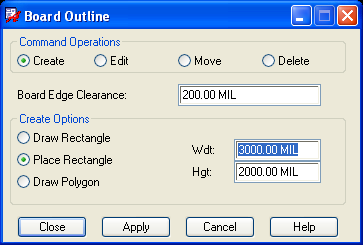 Board Outline
Command Operations
Create Edit Move Delete
Board Edge Clearance: 200.00 MIL
Create Options
Draw Rectangle
Place Rectangle
Draw Polygon
Wdt: 3000.00 MIL
Hgt: 2000.00 MIL
Close Apply Cancel Help